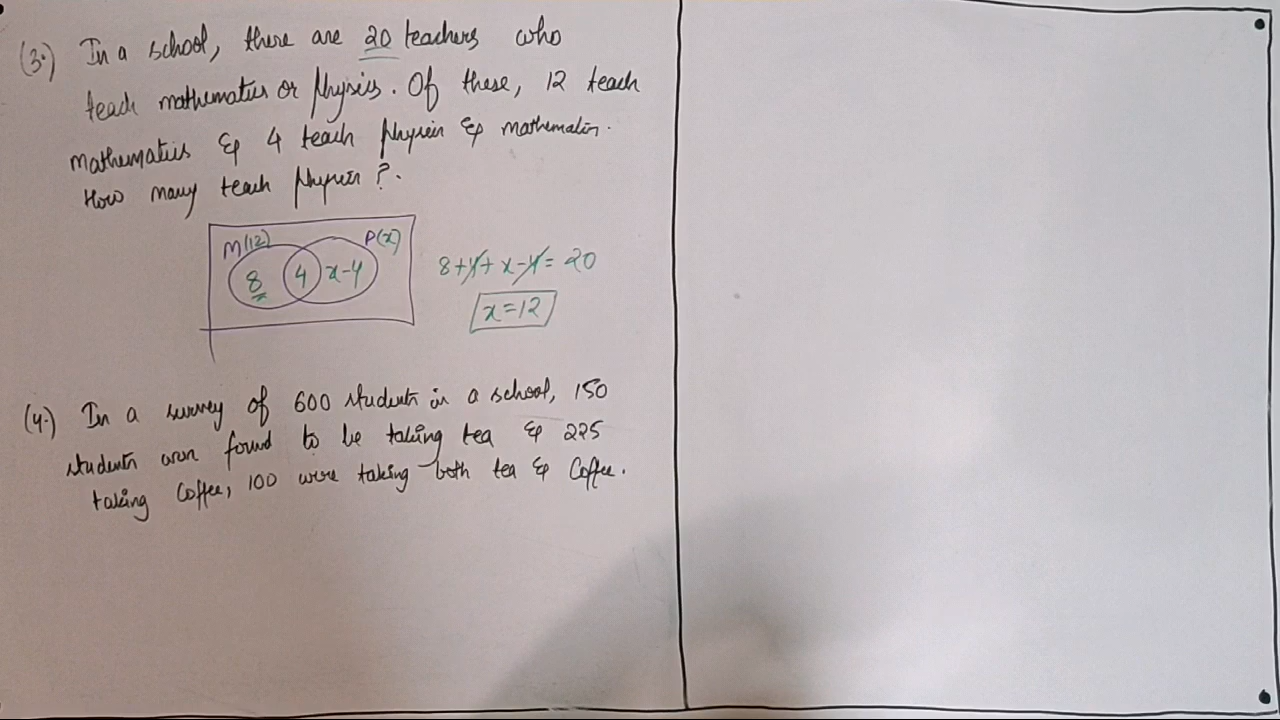 (3.) In a school, there are 20 teachers who
teach mathematics or Physics. Of these, 12 teach
mathematics & 4 teach physics & mathematics.
How many teach physics ?.
M(12) P(x)
8 4 x-4
8+4+x-4=20
x=12
(4.) In a survey of 600 students in a school, 150
students were found to be taking tea & 225
taking Coffee, 100 were taking both tea & Coffee.